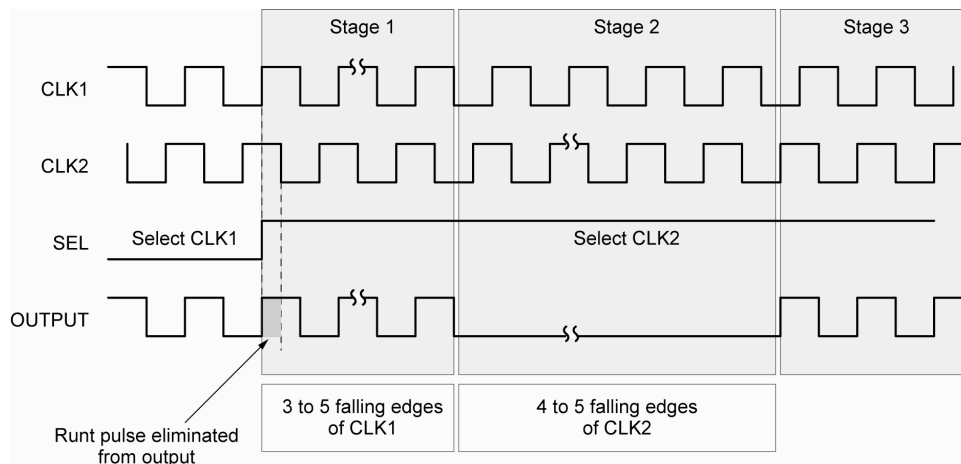 Stage 1
Stage 2
Stage 3
CLK1
CLK2
SEL
Select CLK1
Select CLK2
OUTPUT
3 to 5 falling edges
of CLK1
4 to 5 falling edges
of CLK2
Runt pulse eliminated
from output